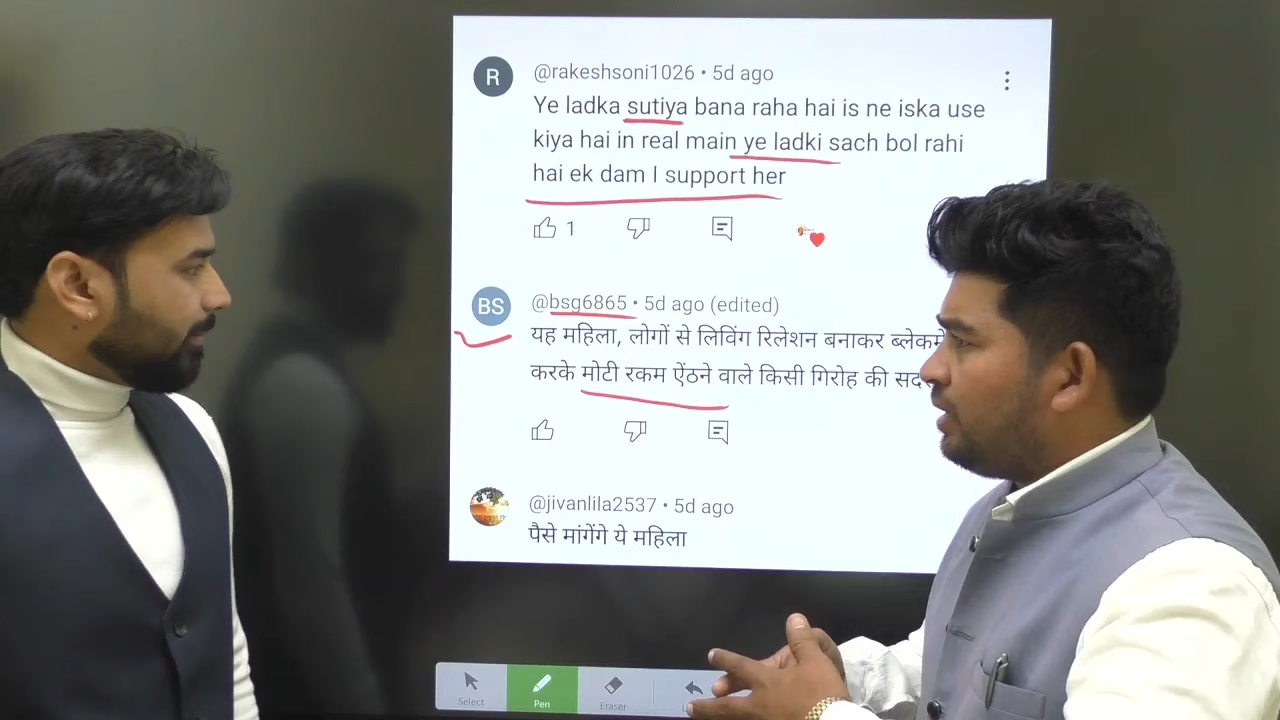 R
@rakeshsoni1026 • 5d ago
Ye ladka sutiya bana raha hai is ne iska use
kiya hai in real main ye ladki sach bol rahi
hai ek dam I support her
1
BS
@bsg6865 • 5d ago (edited)
यह महिला, लोगों से लिविंग रिलेशन बनाकर
करके मोटी रकम ऐंठने वाले किसी गिरोह की
@jivanlila2537 • 5d ago
पैसे मांगेंगे ये महिला
Select
Pen
Eraser